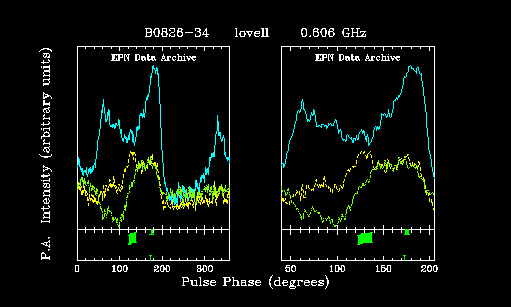 B0826-34 lovell 0.606 GHz
EPN Data Archive EPN Data Archive
P.A. Intensity (arbitrary units)
0 100 200 300 50 100 150 200
Pulse Phase (degrees)